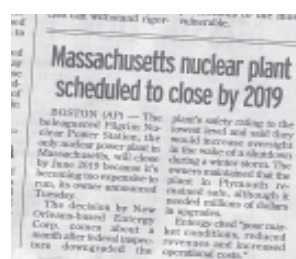 can withstand rigor-
vulnerable.
Massachusetts nuclear plant
scheduled to close by 2019
BOSTON (AP) — The
beleaguered Pilgrim Nu-
clear Power Station, the
only nuclear power plant in
Massachusetts, will close
by June 2019 because it's
becoming too expensive to
run, its owner announced
Tuesday.
The decision by New
Orleans-based Entergy
Corp. comes about a
month after federal inspec-
tors downgraded the
plant's safety rating to the
lowest level and said they
would increase oversight
in the wake of a shutdown
during a winter storm. The
owners maintained that the
plant in Plymouth re-
mained safe, although it
needed millions of dollars
in upgrades.
Entergy cited "poor mar-
ket conditions, reduced
revenues and increased
operational costs."